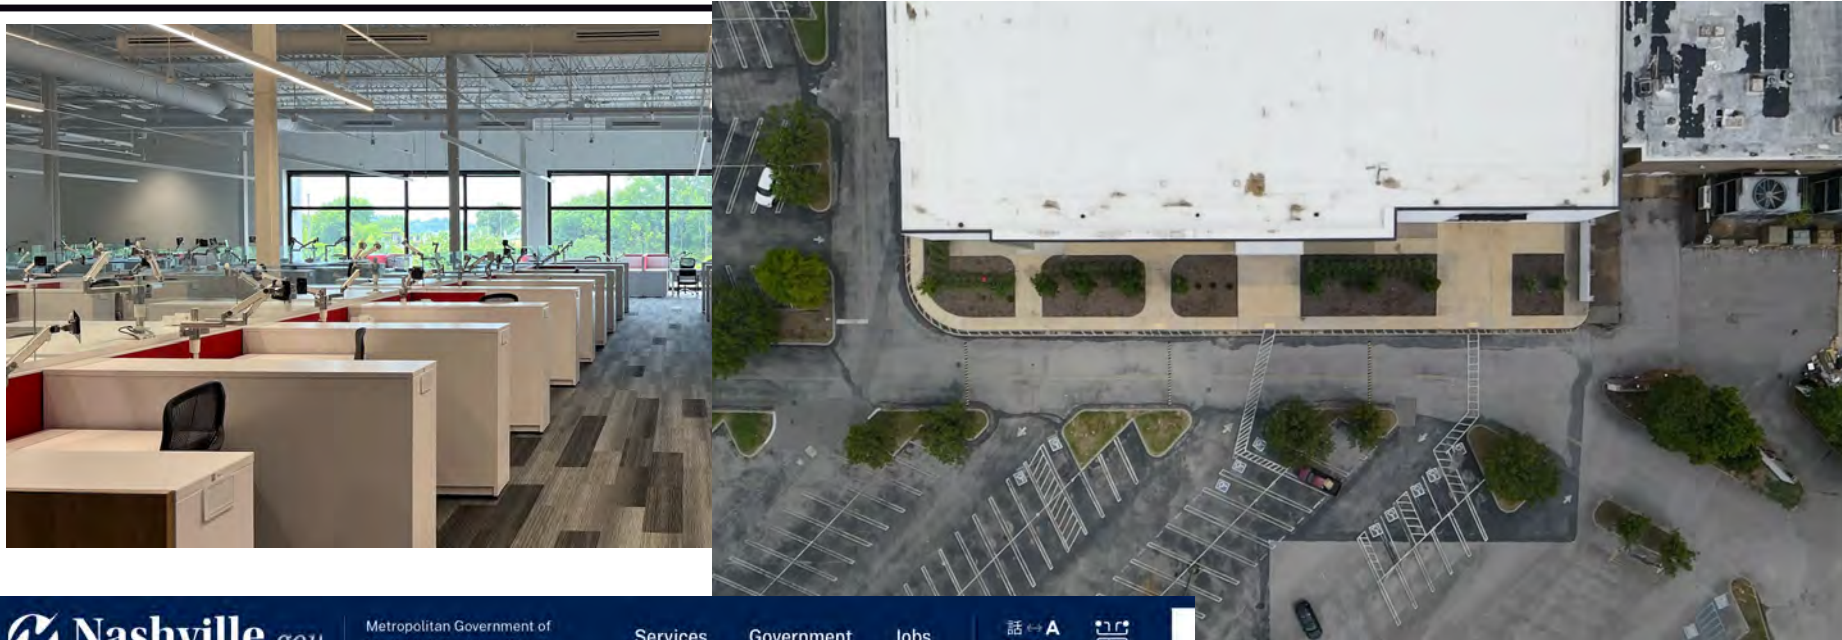 Nashville.gov
Metropolitan Government of
Services
Government
Jobs
話↔A